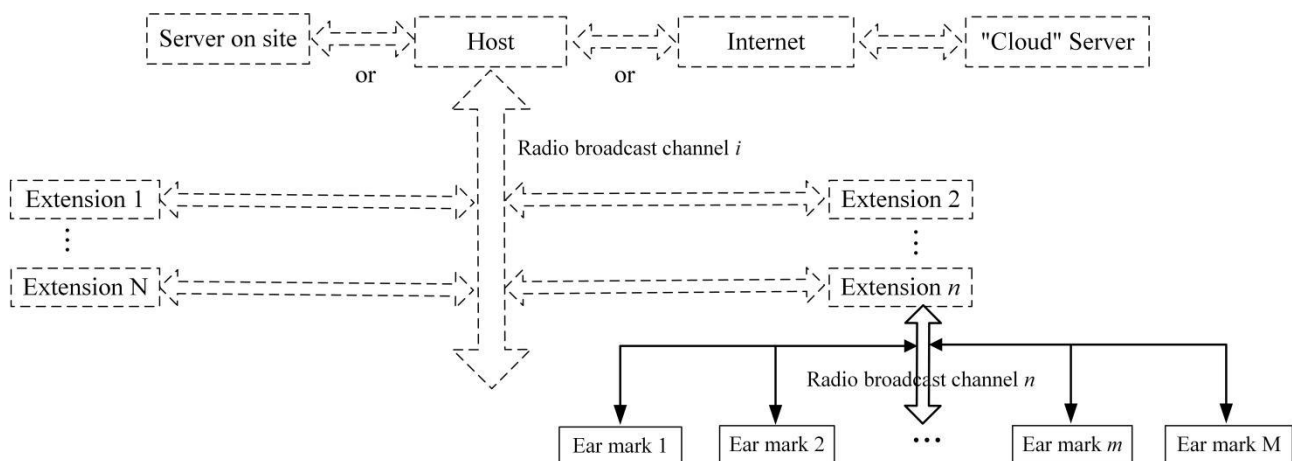 Server on site
Host
Internet
"Cloud" Server
or
or
Radio broadcast channel i
Extension 1
Extension 2
⋮
⋮
Extension N
Extension n
Radio broadcast channel n
Ear mark 1
Ear mark 2
...
Ear mark m
Ear mark M